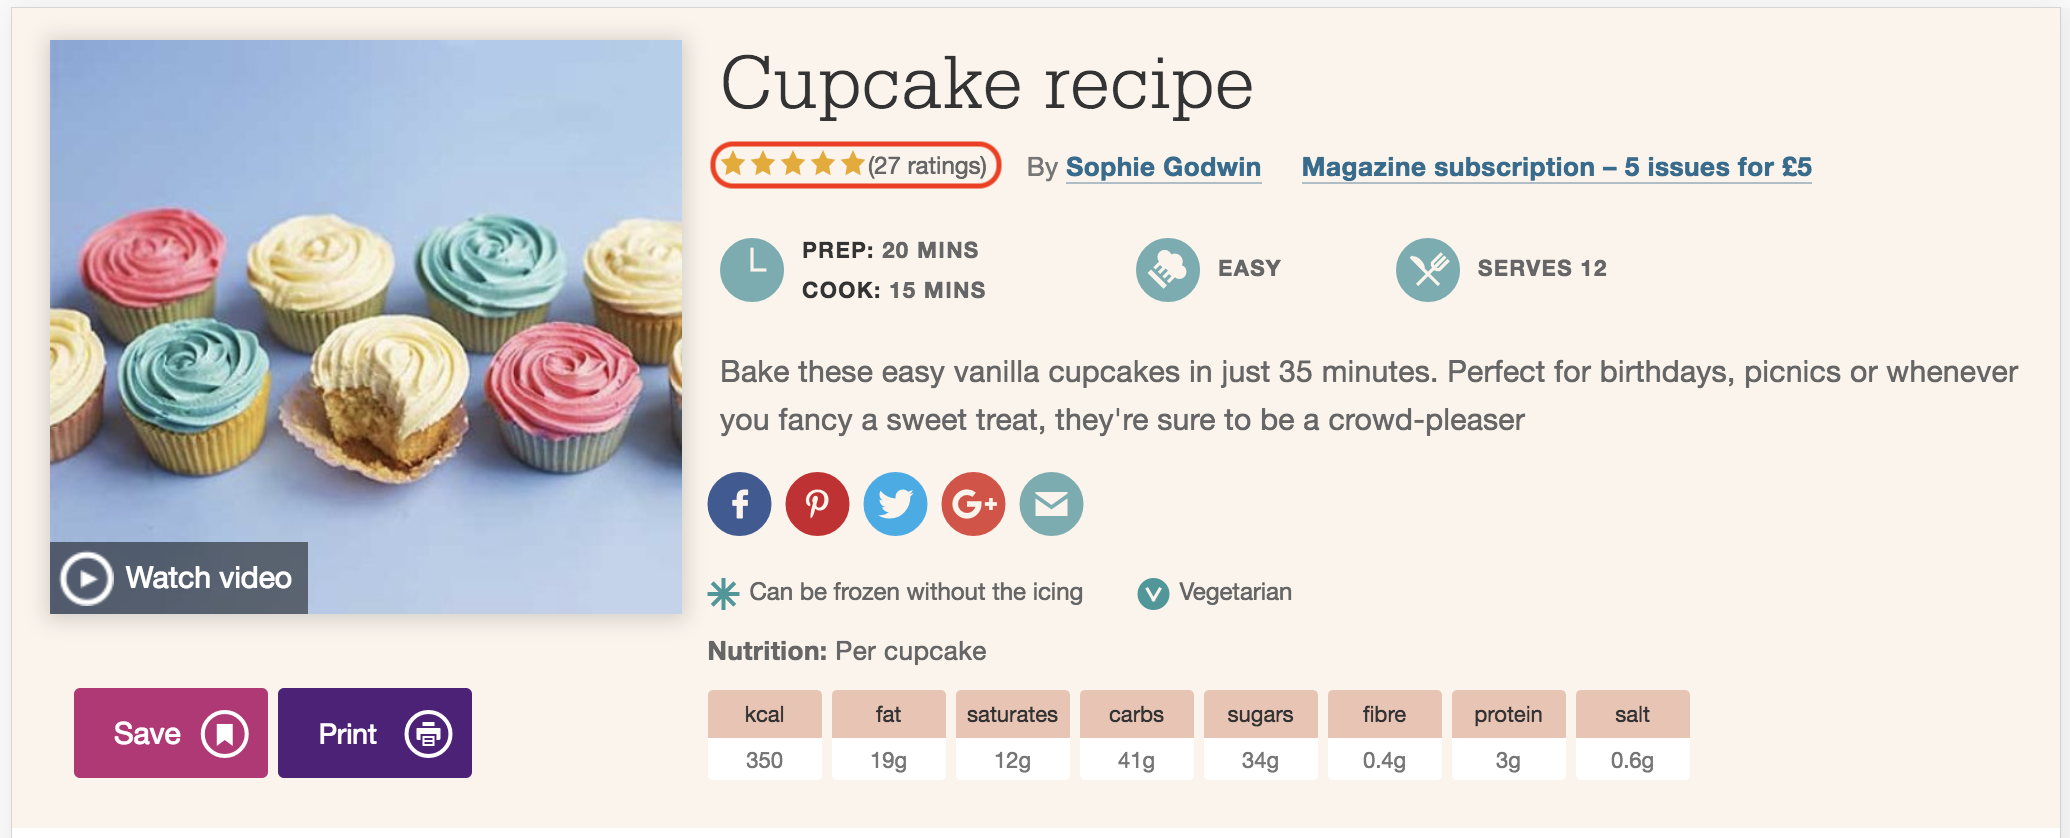 Cupcake recipe
(27 ratings) By Sophie Godwin Magazine subscription – 5 issues for £5
PREP: 20 MINS
COOK: 15 MINS
EASY
SERVES 12
Bake these easy vanilla cupcakes in just 35 minutes. Perfect for birthdays, picnics or whenever
you fancy a sweet treat, they're sure to be a crowd-pleaser
f P G+
Watch video
Can be frozen without the icing V Vegetarian
Nutrition: Per cupcake
Save Print
kcal fat saturates carbs sugars fibre protein salt
350 19g 12g 41g 34g 0.4g 3g 0.6g